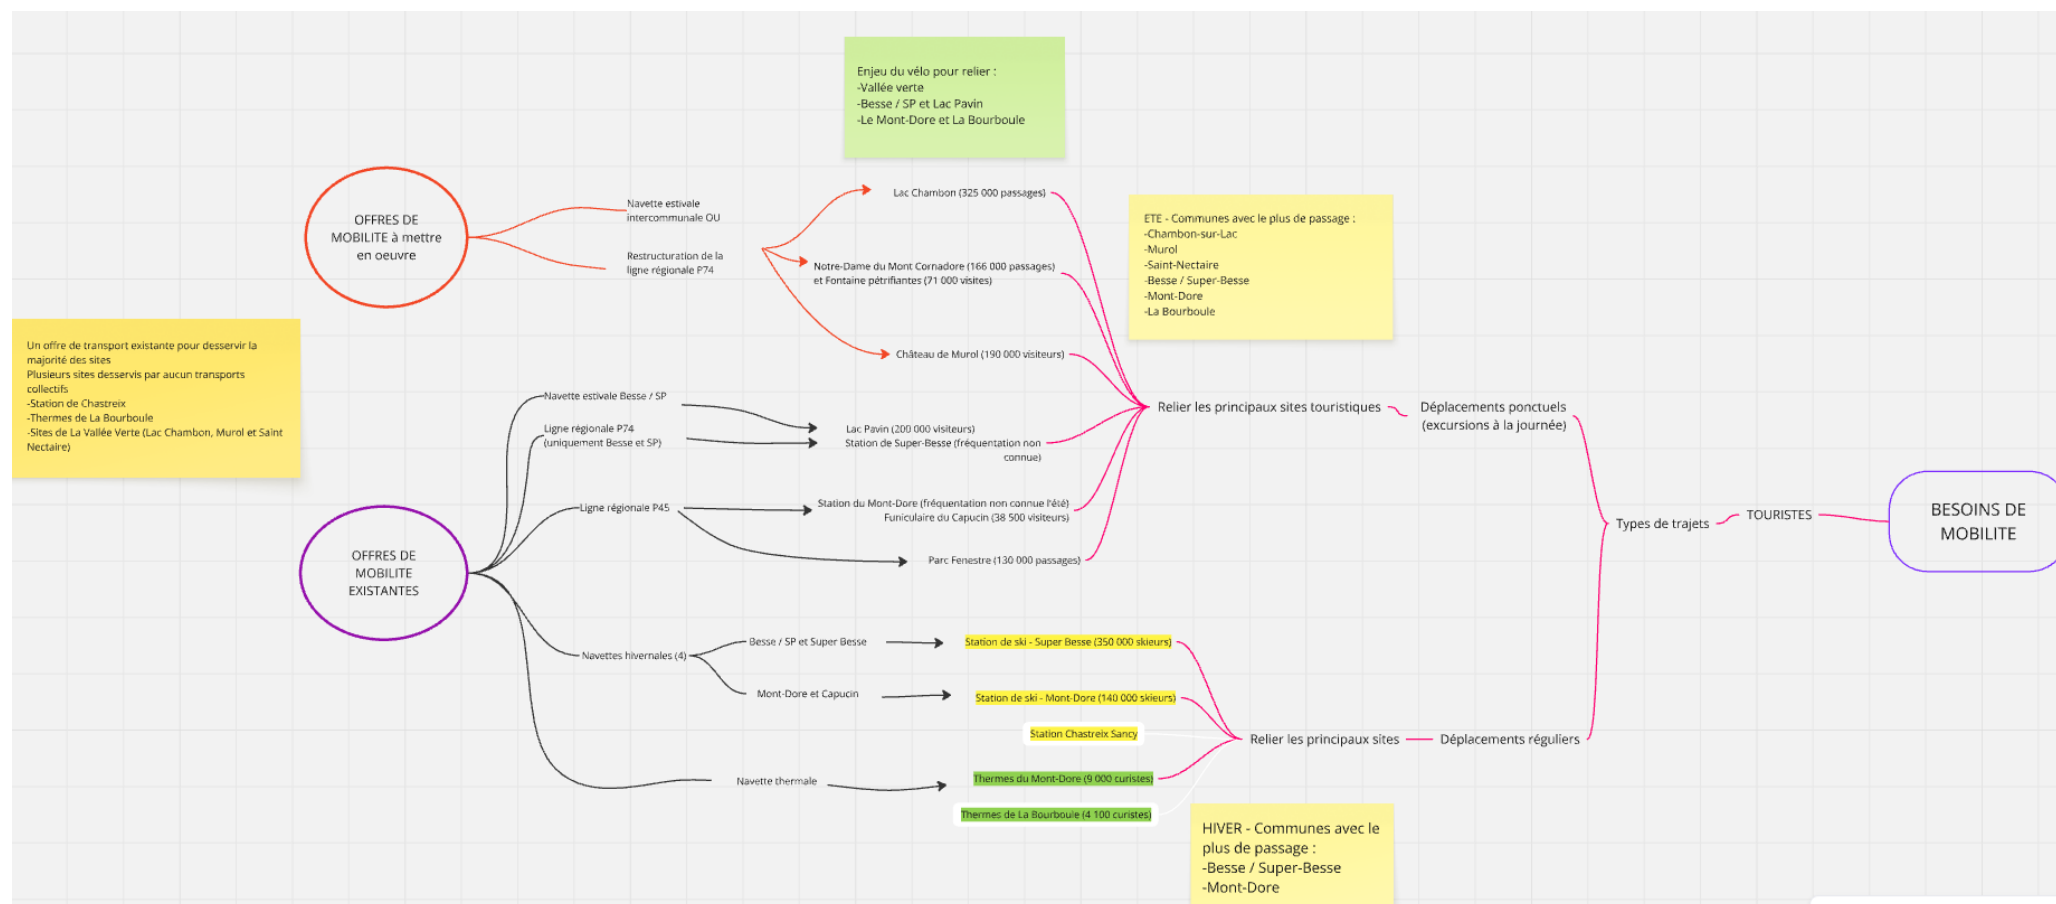 Enjeu du vélo pour relier :
-Vallée verte
-Besse / SP et Lac Pavin
-Le Mont-Dore et La Bourboule
OFFRES DE
MOBILITE à mettre
en oeuvre
Navette estivale
intercommunale OU
Restructuration de la
ligne régionale P74
Lac Chambon (325 000 passages)
Notre-Dame du Mont Cornadore (166 000 passages)
et Fontaine pétrifiantes (71 000 visites)
Château de Murol (190 000 visiteurs)
ETE - Communes avec le plus de passage :
-Chambon-sur-Lac
-Murol
-Saint-Nectaire
-Besse / Super-Besse
-Mont-Dore
-La Bourboule
Un offre de transport existante pour desservir la
majorité des sites
Plusieurs sites desservis par aucun transports
collectifs
-Station de Chastreix
-Thermes de La Bourboule
-Sites de La Vallée Verte (Lac Chambon, Murol et Saint
Nectaire)
Navette estivale Besse / SP
Ligne régionale P74
(uniquement Besse et SP)
Lac Pavin (200 000 visiteurs)
Station de Super-Besse (fréquentation non
connue)
Ligne régionale P45
Station du Mont-Dore (fréquentation non connue l'été)
Funiculaire du Capucin (38 500 visiteurs)
Parc Fenestre (130 000 passages)
Relier les principaux sites touristiques
Déplacements ponctuels
(excursions à la journée)
Types de trajets
TOURISTES
BESOINS DE
MOBILITE
OFFRES DE
MOBILITE
EXISTANTES
Navettes hivernales (4)
Besse / SP et Super Besse
Mont-Dore et Capucin
Station de ski - Super Besse (350 000 skieurs)
Station de ski - Mont-Dore (140 000 skieurs)
Station Chastreix Sancy
Relier les principaux sites
Déplacements réguliers
Navette thermale
Thermes du Mont-Dore (9 000 curistes)
Thermes de La Bourboule (4 100 curistes)
HIVER - Communes avec le
plus de passage :
-Besse / Super-Besse
-Mont-Dore